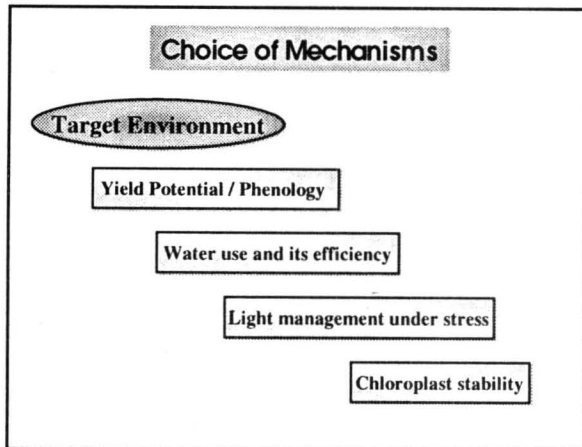 Choice of Mechanisms
Target Environment
Yield Potential / Phenology
Water use and its efficiency
Light management under stress
Chloroplast stability